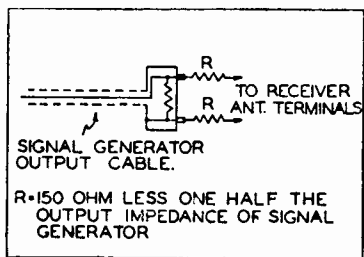 R
TO RECEIVER
R
ANT. TERMINALS
SIGNAL GENERATOR
OUTPUT CABLE.
R=150 OHM LESS ONE HALF THE
OUTPUT IMPEDANCE OF SIGNAL
GENERATOR